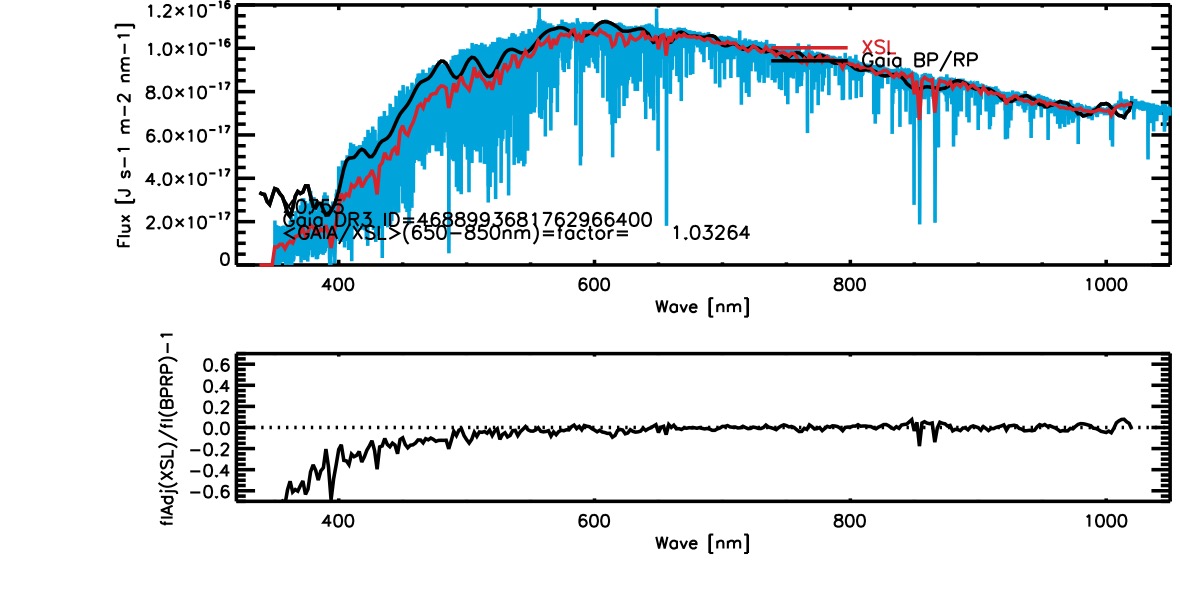 1.2×10−16
1.0×10−16
8.0×10−17
6.0×10−17
4.0×10−17
2.0×10−17
0
Flux [J s−1 m−2 nm−1]
XSL
Gaia BP/RP
Gaia DR3 ID=4688993681762966400
<GAIA/XSL>(650−850nm)=factor= 1.03264
400 600 800 1000
Wave [nm]
0.6
0.4
0.2
0.0
−0.2
−0.4
−0.6
flAdj(XSL)/fl(BPRP)−1
400 600 800 1000
Wave [nm]